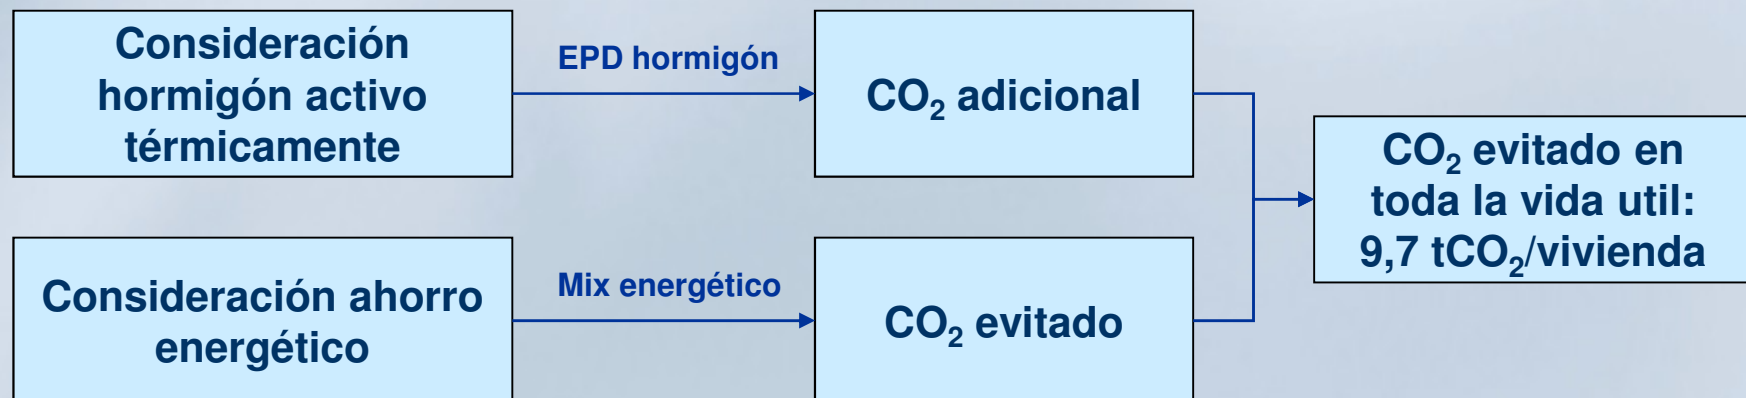 Consideración
hormigón activo
térmicamente
EPD hormigón
CO₂ adicional
Consideración ahorro
energético
Mix energético
CO₂ evitado
CO₂ evitado en
toda la vida util:
9,7 tCO₂/vivienda